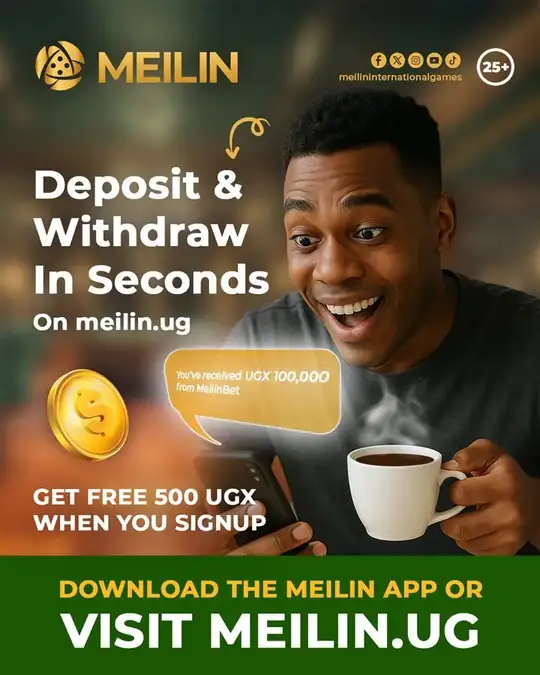 MEILIN
meilininternationalgames
25+
Deposit &
Withdraw
In Seconds
On meilin.ug
You've received UGX 100,000
from MeilinBet
GET FREE 500 UGX
WHEN YOU SIGNUP
DOWNLOAD THE MEILIN APP OR
VISIT MEILIN.UG